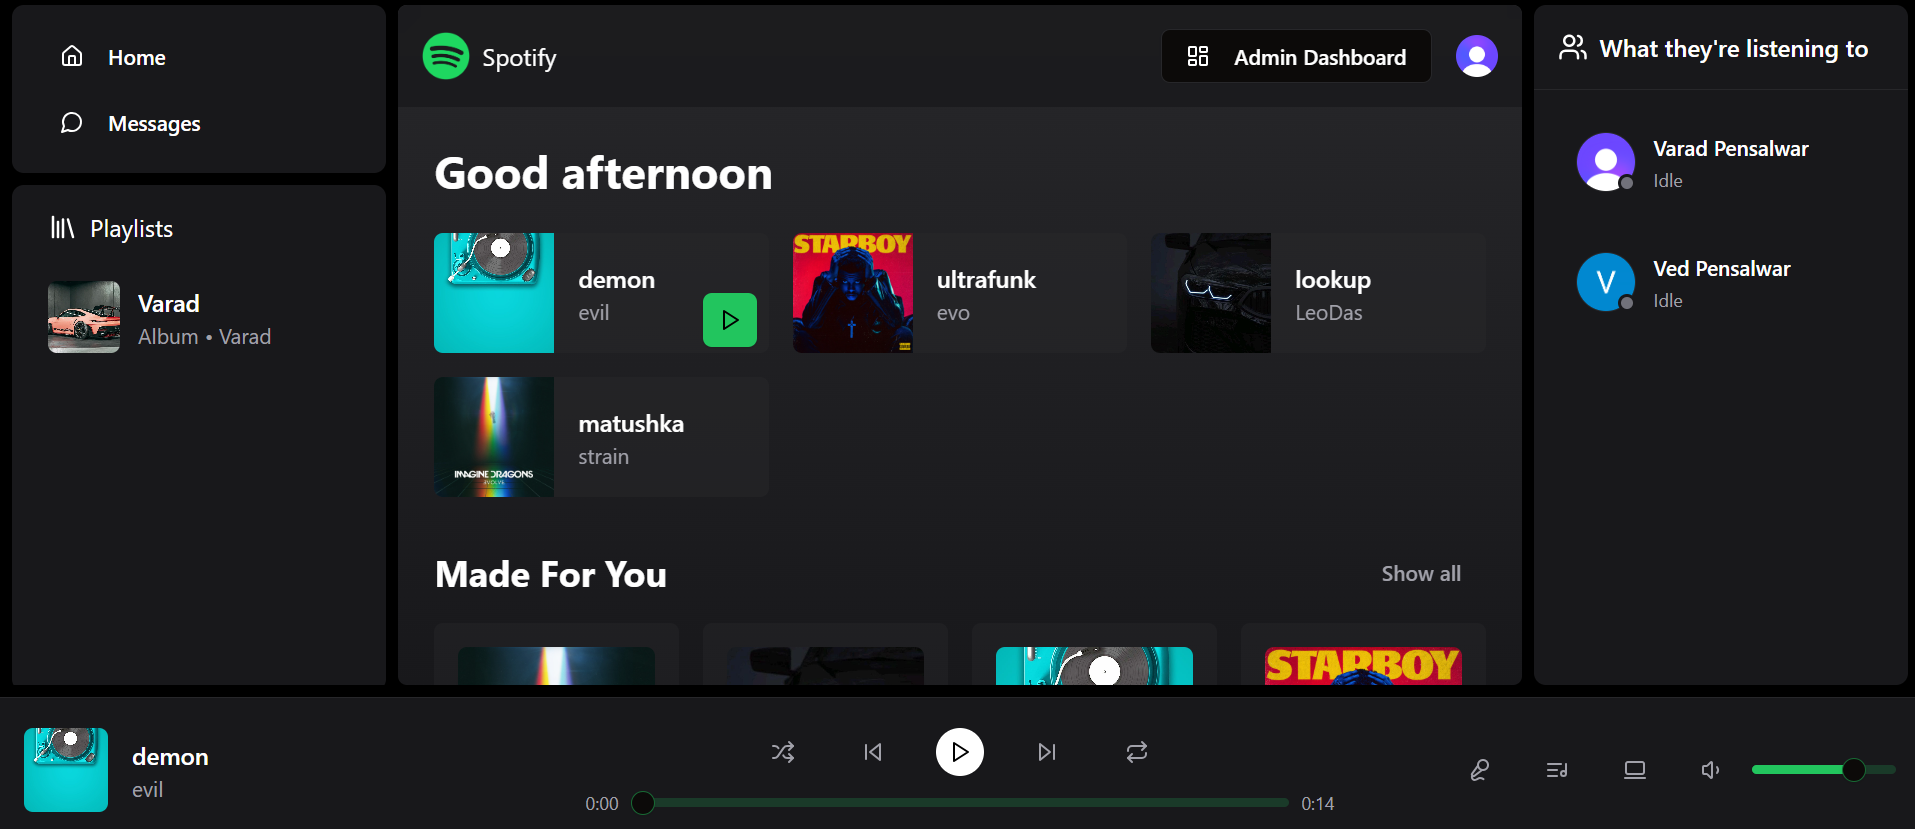 Home
Messages
Playlists
Varad
Album • Varad
Spotify
Admin Dashboard
Good afternoon
demon
evil
STARBOY
ultrafunk
evo
lookup
LeoDas
IMAGINE DRAGONS
EVOLVE
matushka
strain
Made For You
Show all
STARBOY
What they're listening to
Varad Pensalwar
Idle
V
Ved Pensalwar
Idle
demon
evil
0:00
0:14